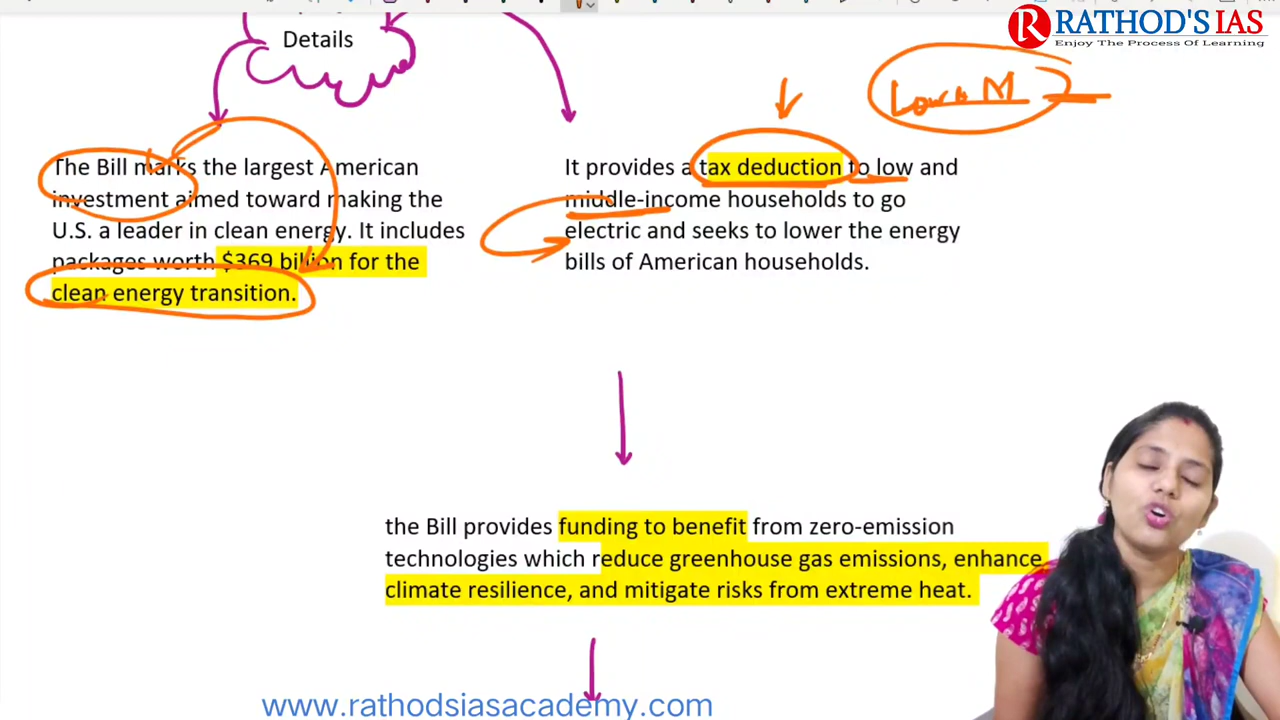 RATHOD'S IAS
Enjoy The Process Of Learning
Details
Low & M
The Bill marks the largest American
investment aimed toward making the
U.S. a leader in clean energy. It includes
packages worth $369 billion for the
clean energy transition.
It provides a tax deduction to low and
middle-income households to go
electric and seeks to lower the energy
bills of American households.
the Bill provides funding to benefit from zero-emission
technologies which reduce greenhouse gas emissions, enhance
climate resilience, and mitigate risks from extreme heat.
www.rathodsiasacademy.com